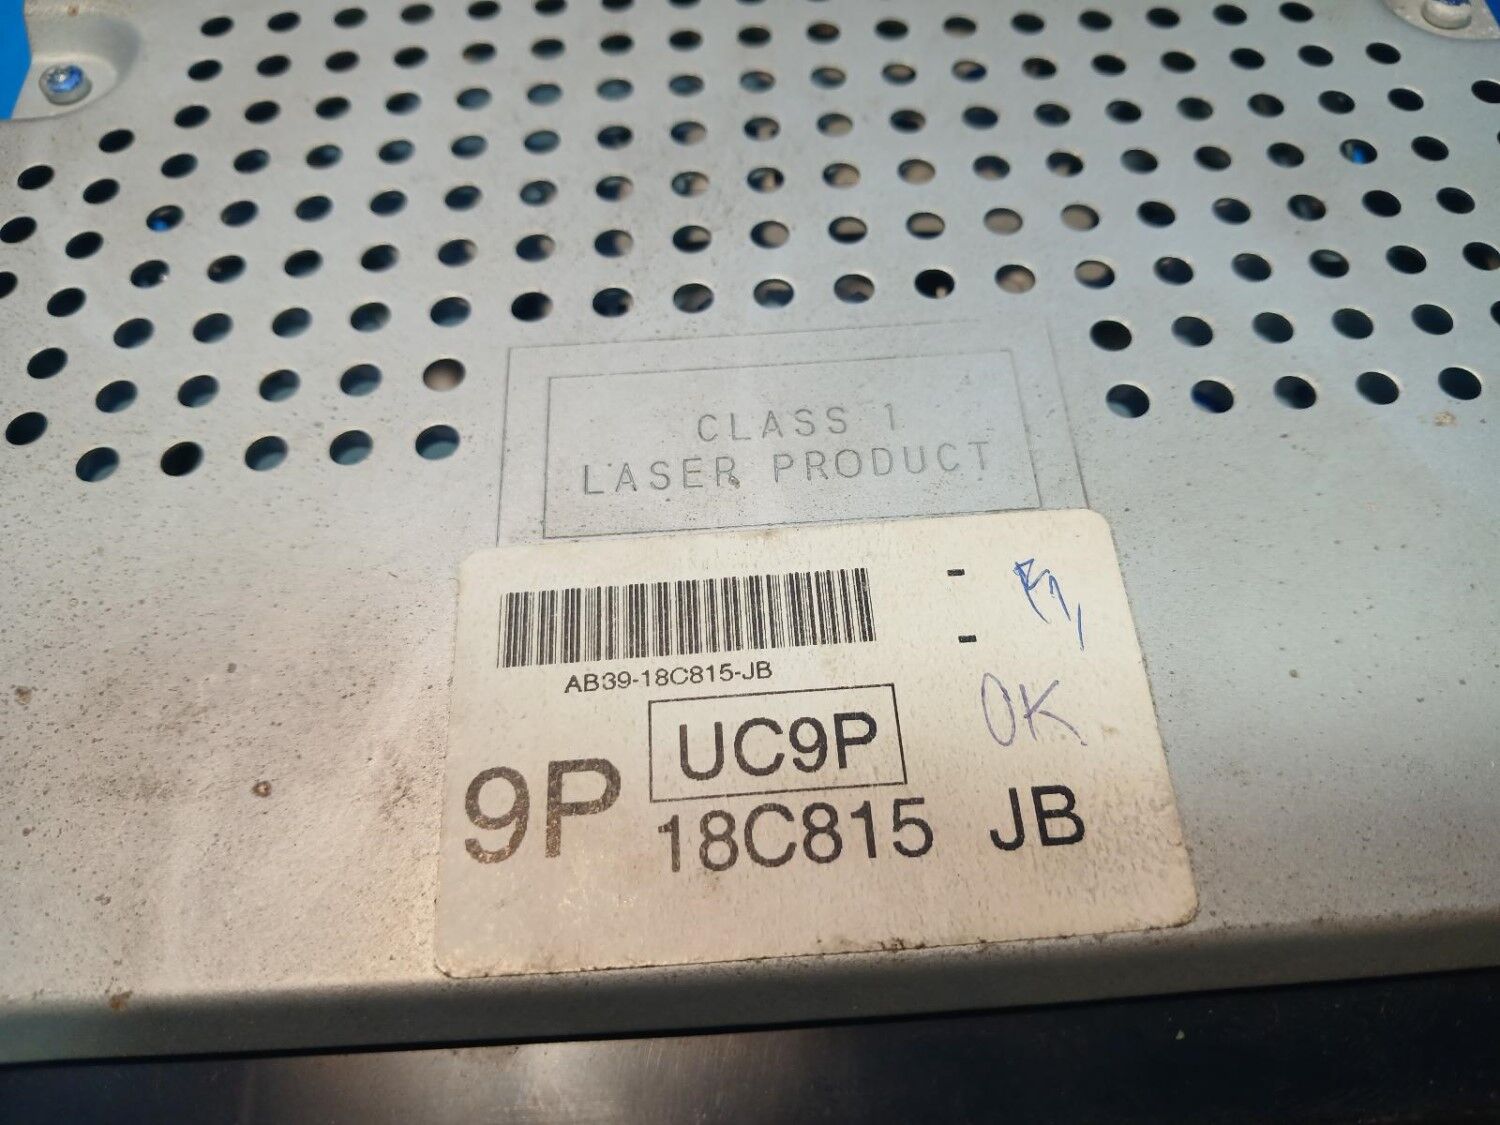 CLASS 1
LASER PRODUCT
AB39-18C815-JB
OK
UC9P
9P 18C815 JB